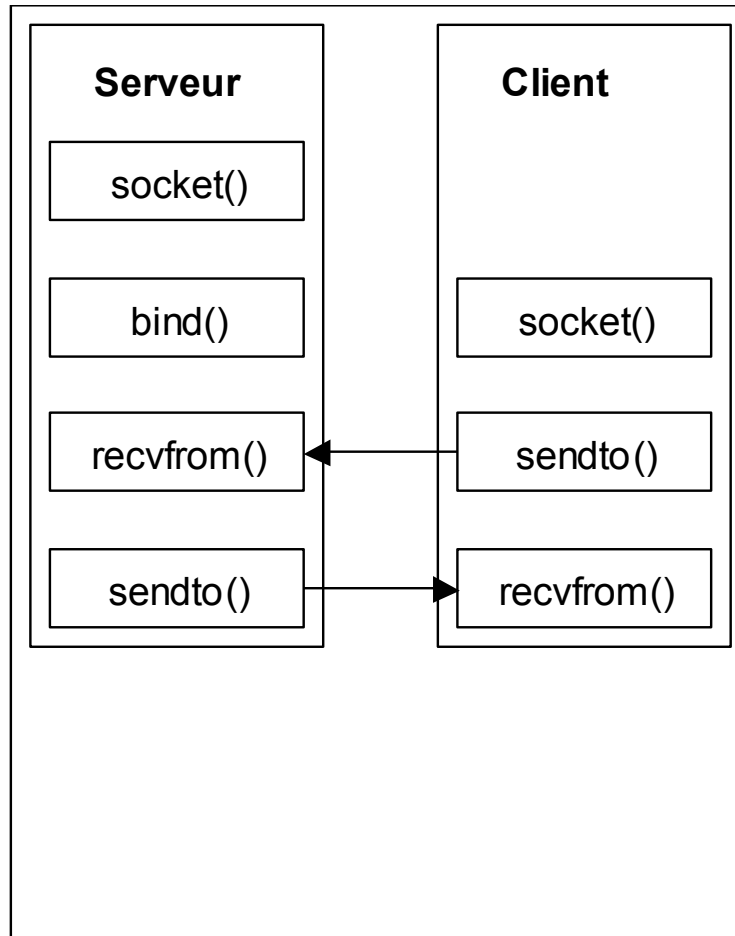 Serveur
socket()
bind()
recvfrom()
sendto()
Client
socket()
sendto()
recvfrom()